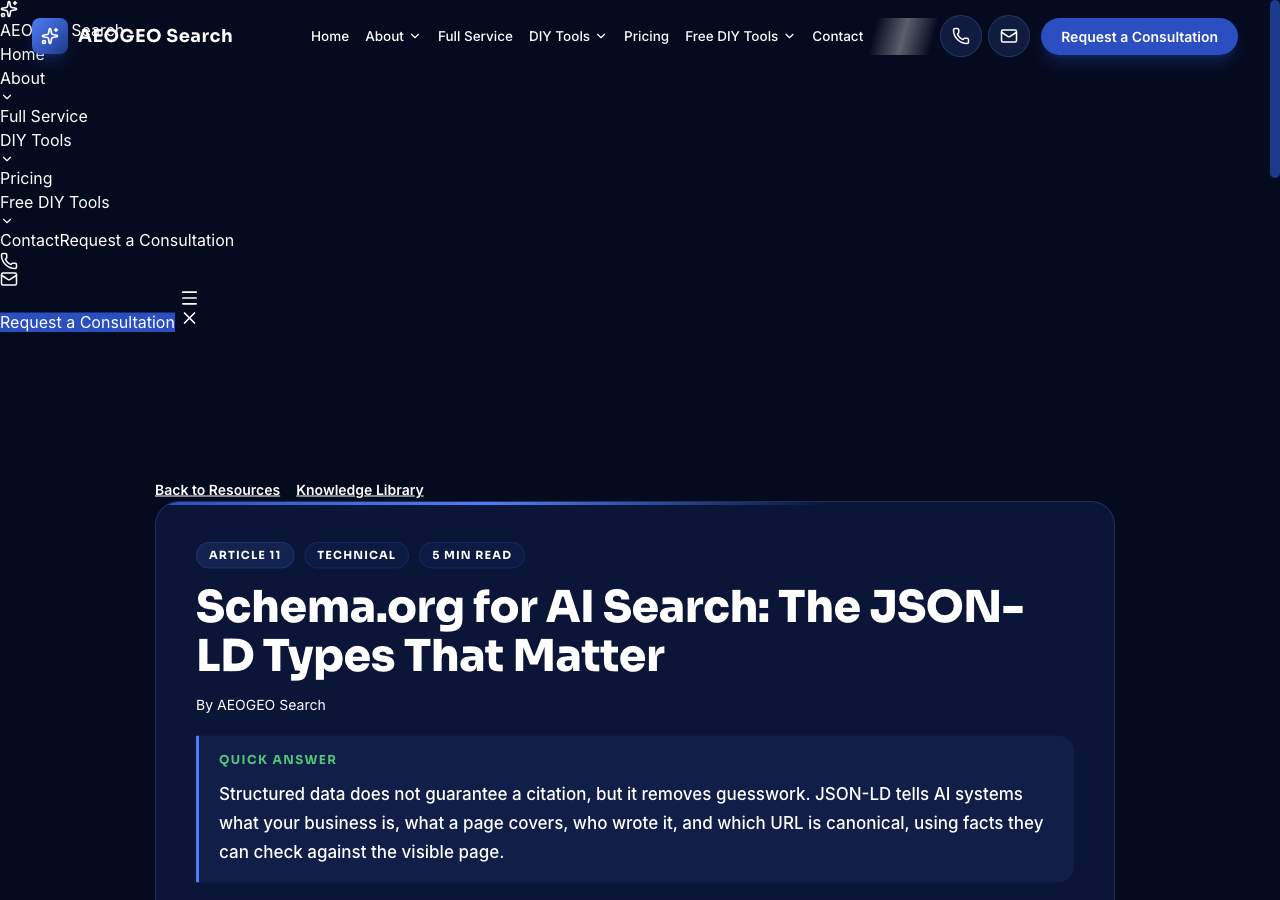 AEOGEO Search
Home
About
Full Service
DIY Tools
Pricing
Free DIY Tools
Contact
Request a Consultation
AEOGEO Search
Home
About
Full Service
DIY Tools
Pricing
Free DIY Tools
ContactRequest a Consultation
Request a Consultation
Back to Resources
Knowledge Library
ARTICLE 11
TECHNICAL
5 MIN READ
Schema.org for AI Search: The JSON-
LD Types That Matter
By AEOGEO Search
QUICK ANSWER
Structured data does not guarantee a citation, but it removes guesswork. JSON-LD tells AI systems
what your business is, what a page covers, who wrote it, and which URL is canonical, using facts they
can check against the visible page.